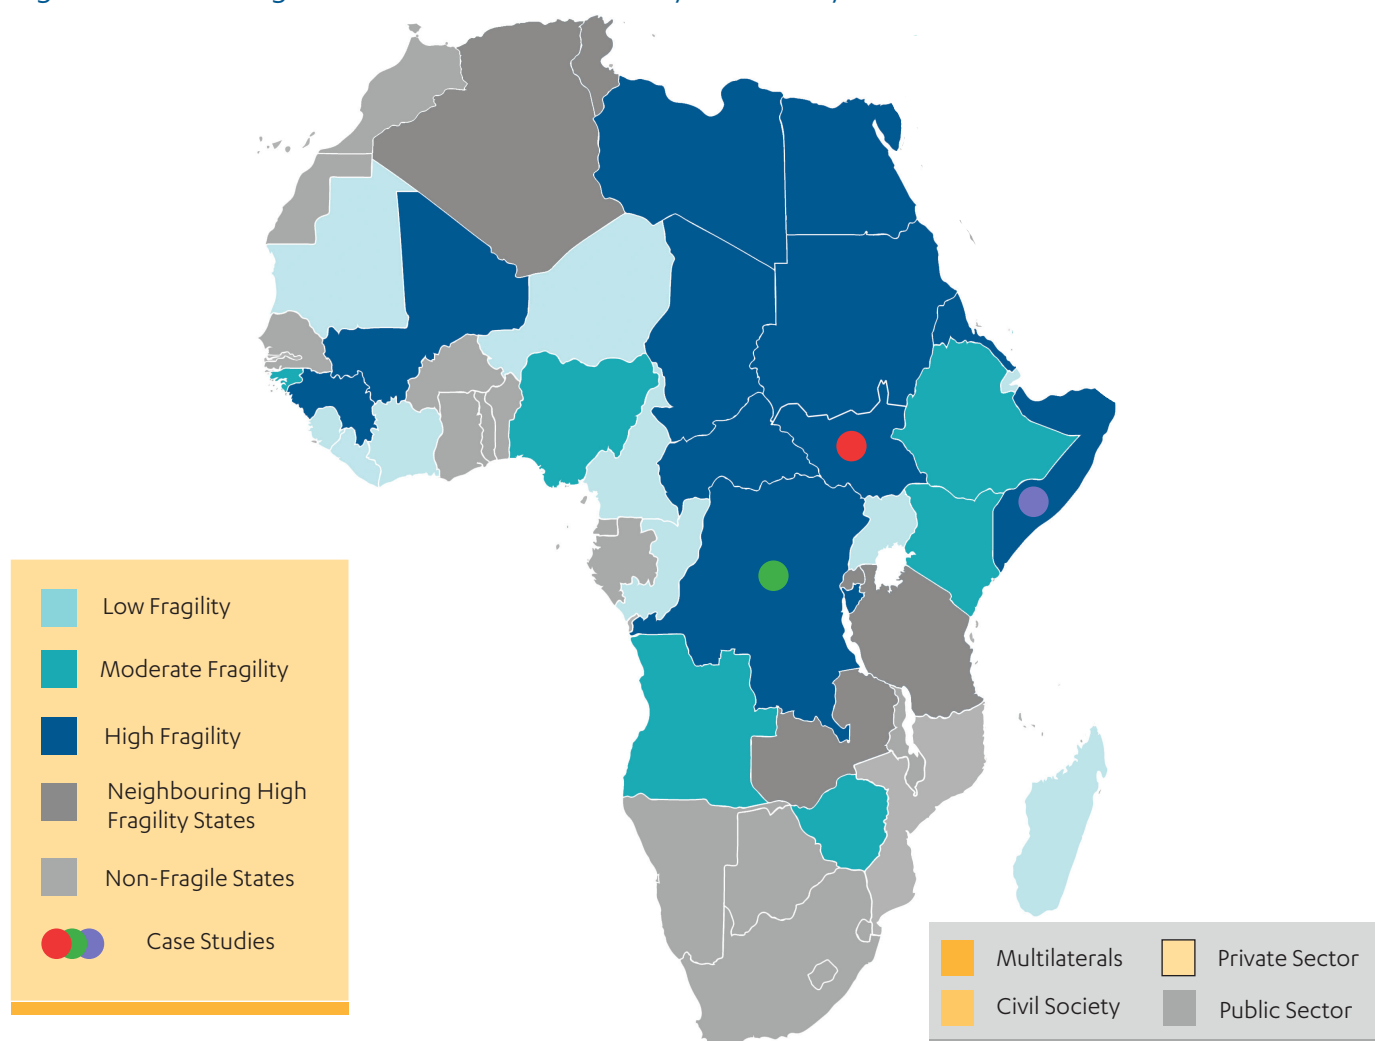 Low Fragility
Moderate Fragility
High Fragility
Neighbouring High
Fragility States
Non-Fragile States
Case Studies
Multilaterals
Private Sector
Civil Society
Public Sector